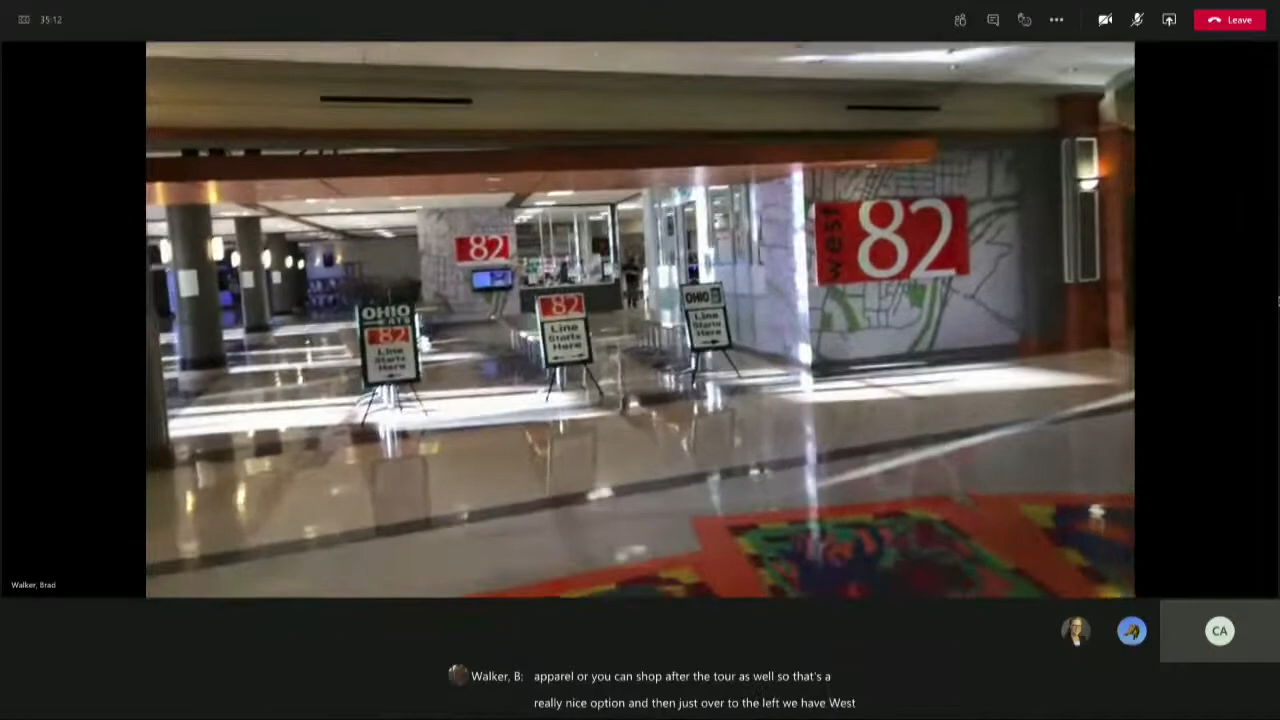 35:12
Leave
82
west
82
OHIO
EATS
82
Line
Starts
Here
82
Line
Starts
Here
OHIO
Line
Starts
Here
Walker, Brad
CA
Walker, B: apparel or you can shop after the tour as well so that's a
really nice option and then just over to the left we have West